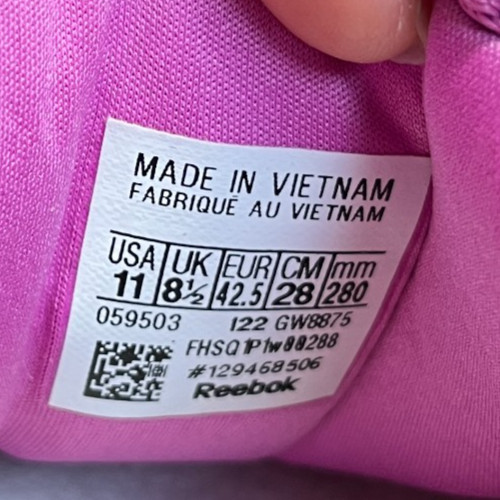 MADE IN VIETNAM
FABRIQUÉ AU VIETNAM
USA UK EUR CM mm
11 8½ 42.5 28 280
059503 I22 GW8875
#129468506
Reebok